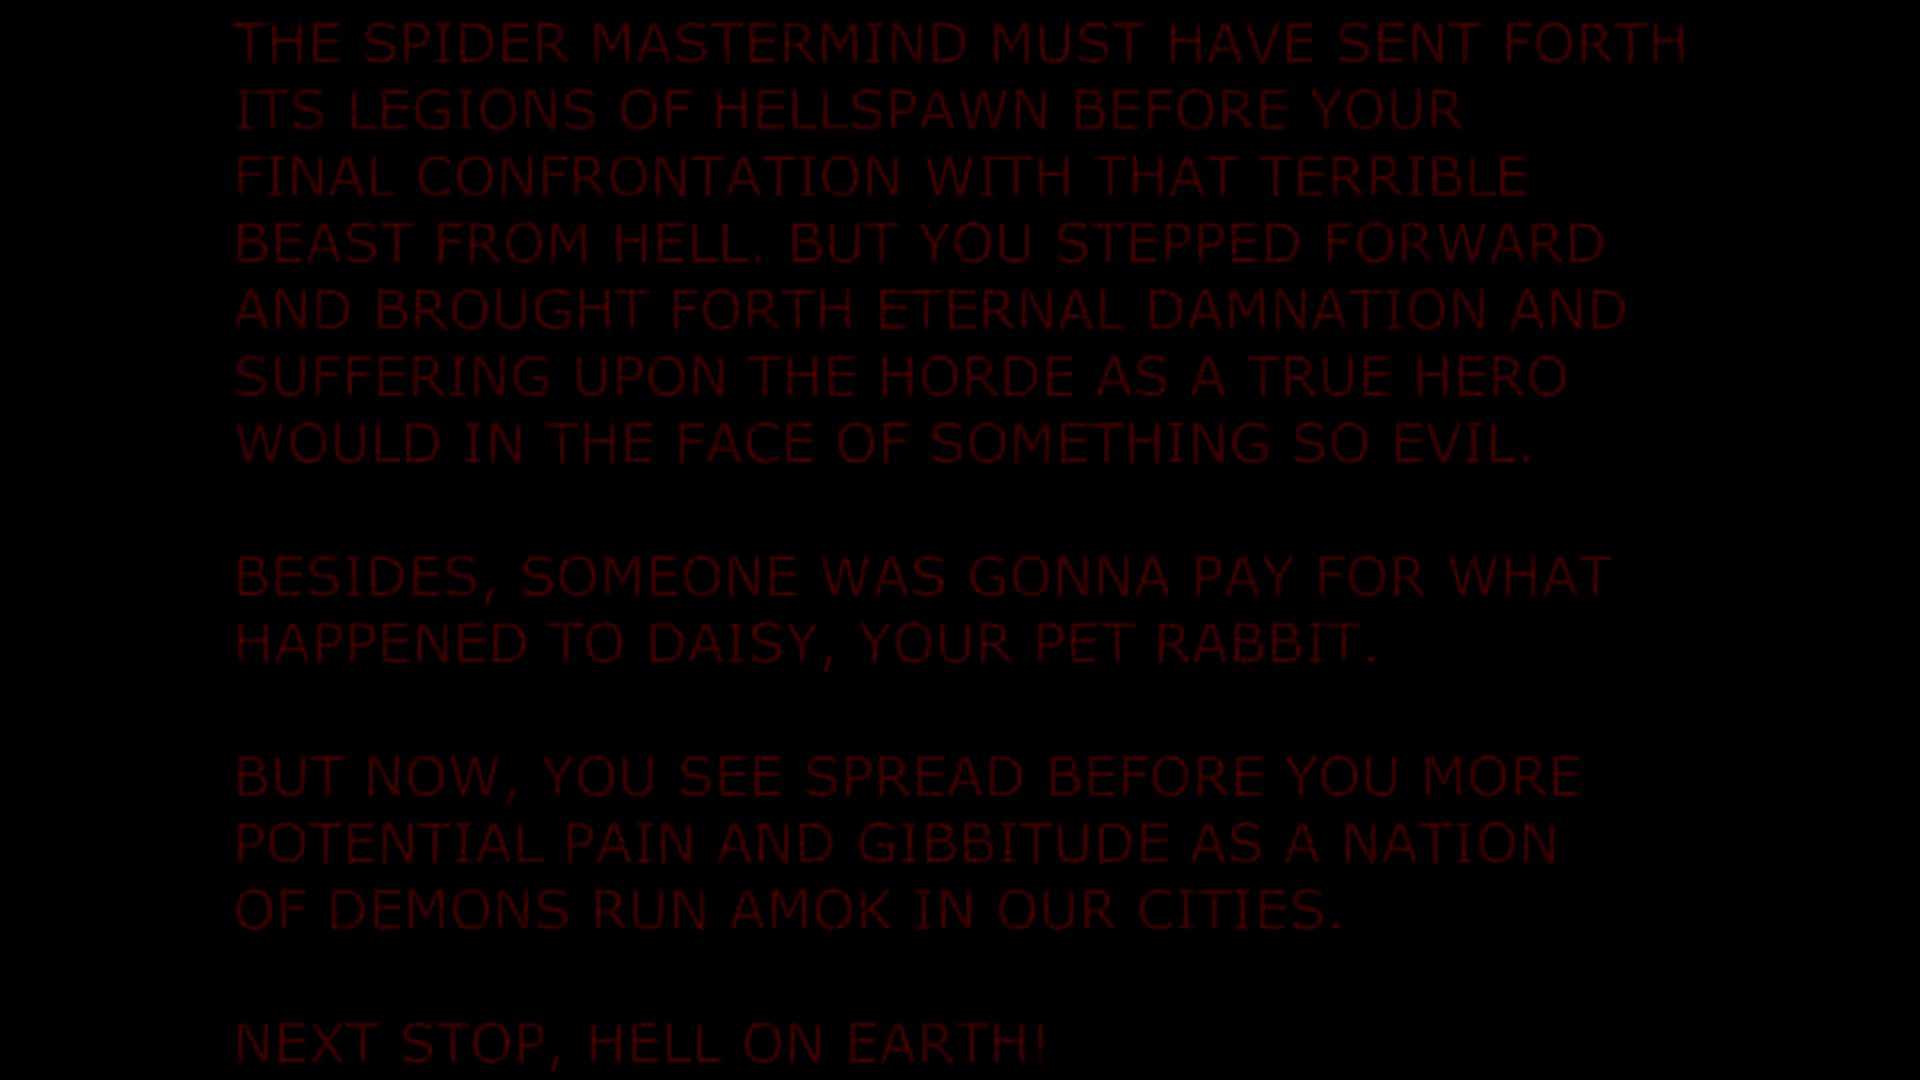 THE SPIDER MASTERMIND MUST HAVE SENT FORTH
ITS LEGIONS OF HELLSPAWN BEFORE YOUR
FINAL CONFRONTATION WITH THAT TERRIBLE
BEAST FROM HELL. BUT YOU STEPPED FORWARD
AND BROUGHT FORTH ETERNAL DAMNATION AND
SUFFERING UPON THE HORDE AS A TRUE HERO
WOULD IN THE FACE OF SOMETHING SO EVIL.
BESIDES, SOMEONE WAS GONNA PAY FOR WHAT
HAPPENED TO DAISY, YOUR PET RABBIT.
BUT NOW, YOU SEE SPREAD BEFORE YOU MORE
POTENTIAL PAIN AND GIBBITUDE AS A NATION
OF DEMONS RUN AMOK IN OUR CITIES.
NEXT STOP, HELL ON EARTH!